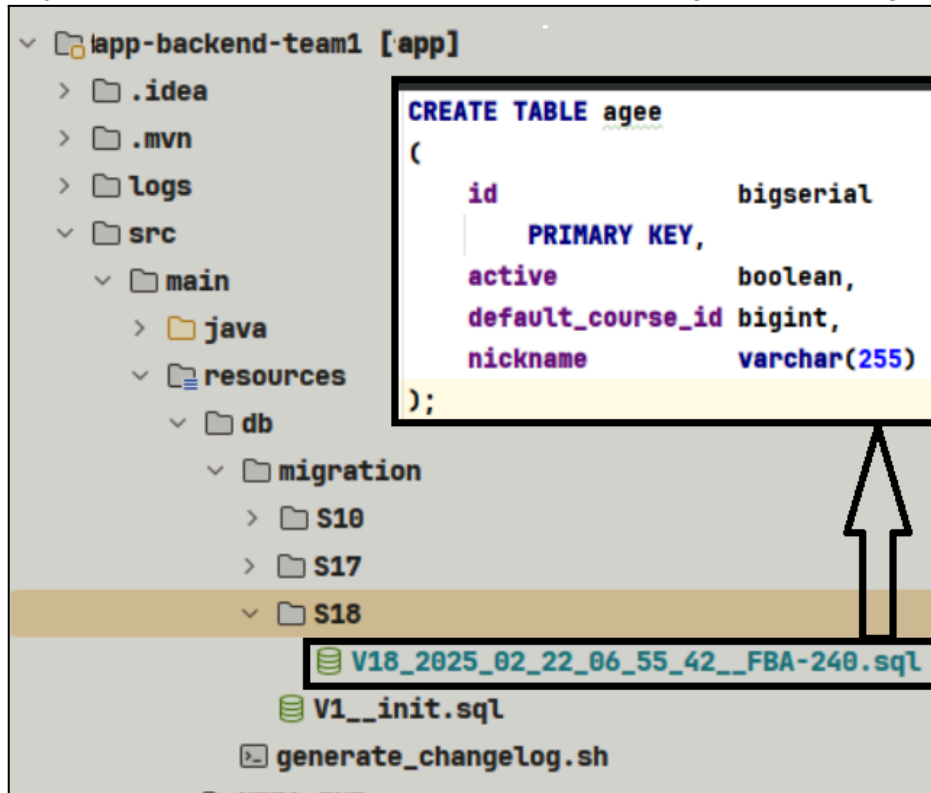 app-backend-team1 [app]
.idea
.mvn
logs
src
main
java
resources
db
migration
S10
S17
S18
V18_2025_02_22_06_55_42__FBA-240.sql
V1__init.sql
generate_changelog.sh
CREATE TABLE agee
(
id bigserial
PRIMARY KEY,
active boolean,
default_course_id bigint,
nickname varchar(255)
);